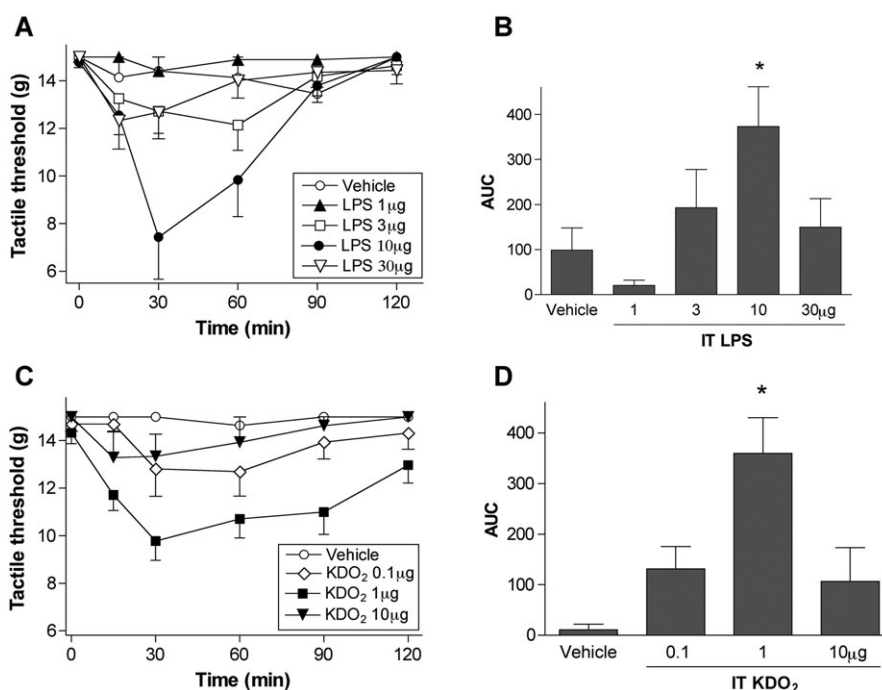 A
Tactile threshold (g)
16
14
12
10
8
6
0
30
60
90
120
Time (min)
Vehicle
LPS 1μg
LPS 3μg
LPS 10μg
LPS 30μg
B
*
AUC
400
300
200
100
0
Vehicle
1
3
10
30μg
IT LPS
C
Tactile threshold (g)
16
14
12
10
8
6
0
30
60
90
120
Time (min)
Vehicle
KDO₂ 0.1μg
KDO₂ 1μg
KDO₂ 10μg
D
*
AUC
400
300
200
100
0
Vehicle
0.1
1
10μg
IT KDO₂